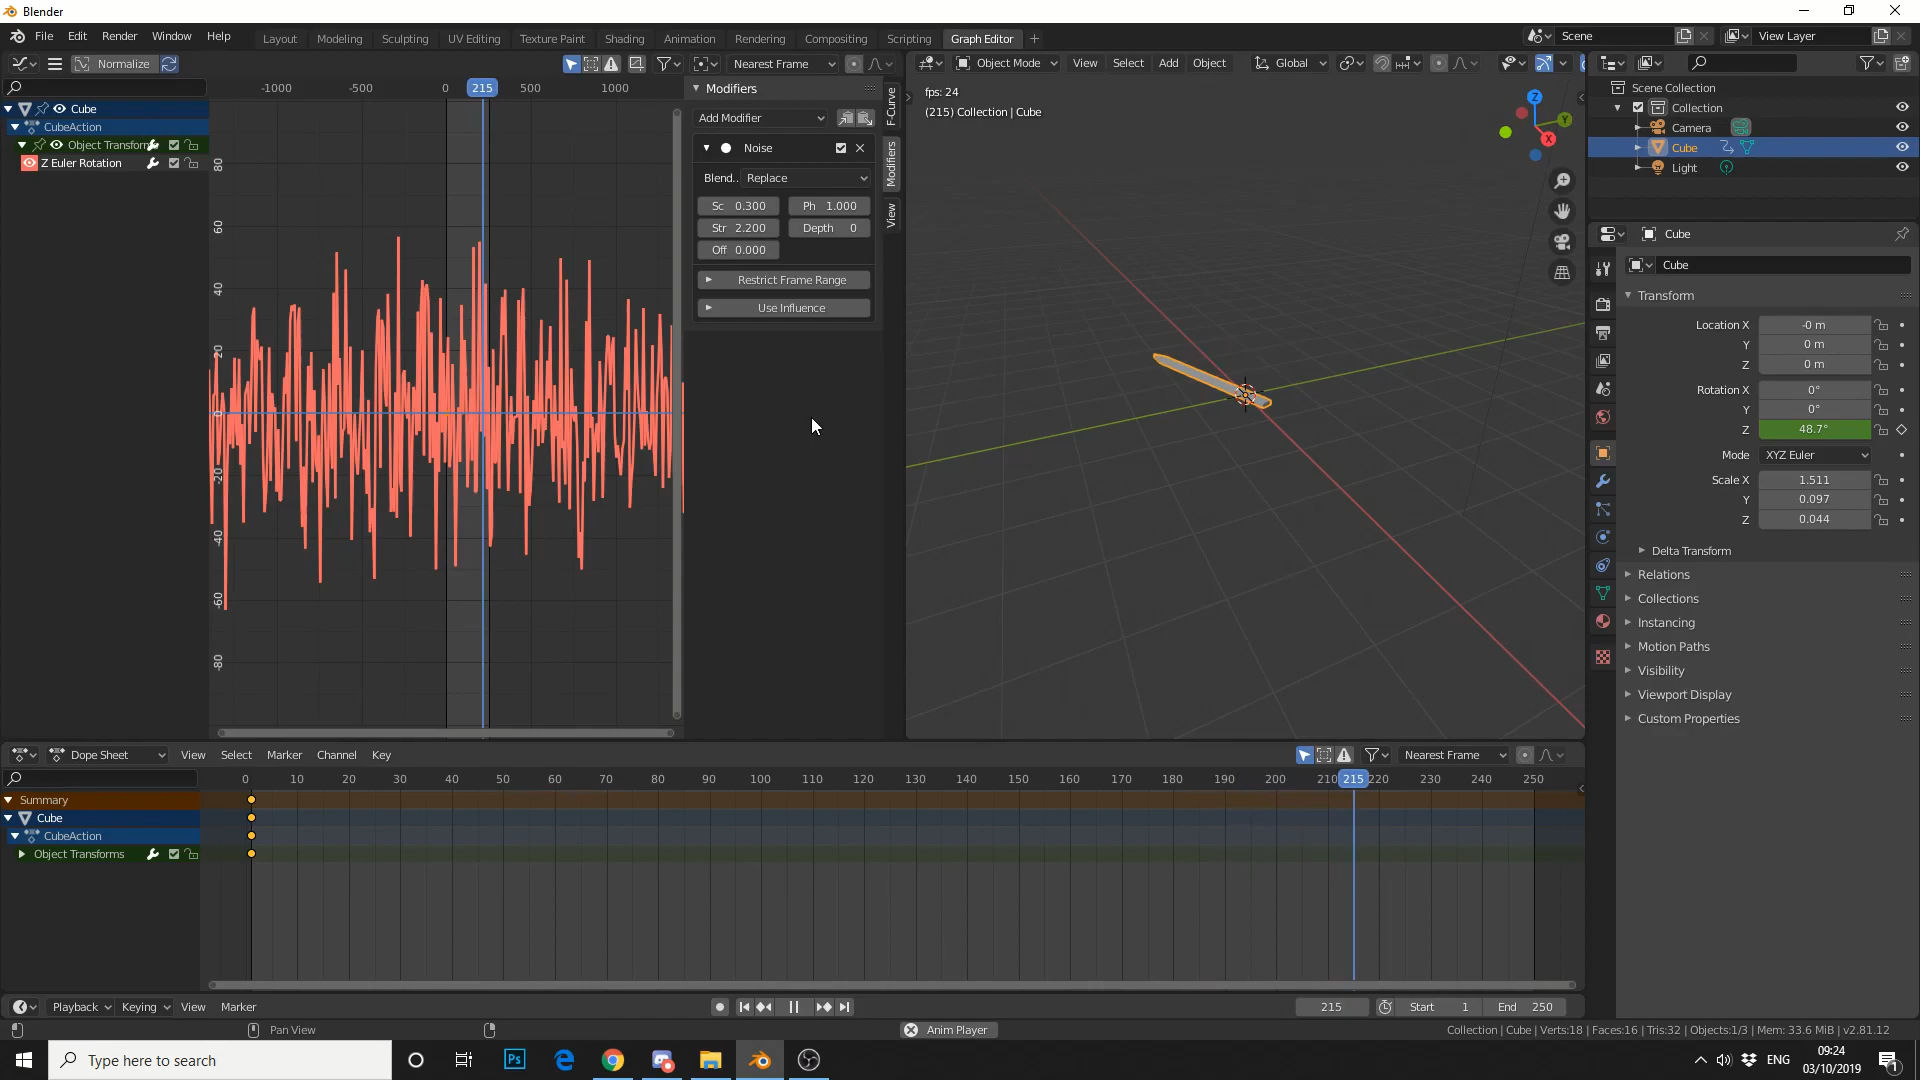 Blender
File Edit Render Window Help
Layout Modeling Sculpting UV Editing Texture Paint Shading Animation Rendering Compositing Scripting Graph Editor +
Scene View Layer
Normalize Nearest Frame
Object Mode View Select Add Object Global
-1000 -500 0 215 500 1000
Cube
CubeAction
Object Transforms
Z Euler Rotation
80
60
40
20
0
-20
-40
-60
-80
Modifiers
Add Modifier
Noise
Blend.. Replace
Sc 0.300 Ph 1.000
Str 2.200 Depth 0
Off 0.000
Restrict Frame Range
Use Influence
F-Curve
Modifiers
View
fps: 24
(215) Collection | Cube
Z
Y
X
Scene Collection
Collection
Camera
Cube
Light
Cube
Cube
Transform
Location X -0 m
Y 0 m
Z 0 m
Rotation X 0°
Y 0°
Z 48.7°
Mode XYZ Euler
Scale X 1.511
Y 0.097
Z 0.044
Delta Transform
Relations
Collections
Instancing
Motion Paths
Visibility
Viewport Display
Custom Properties
Dope Sheet View Select Marker Channel Key Nearest Frame
0 10 20 30 40 50 60 70 80 90 100 110 120 130 140 150 160 170 180 190 200 210 215 220 230 240 250
Summary
Cube
CubeAction
Object Transforms
Playback Keying View Marker 215 Start 1 End 250
Pan View Anim Player Collection | Cube | Verts:18 | Faces:16 | Tris:32 | Objects:1/3 | Mem: 33.6 MiB | v2.81.12
Type here to search
Ps
ENG
09:24
03/10/2019
1